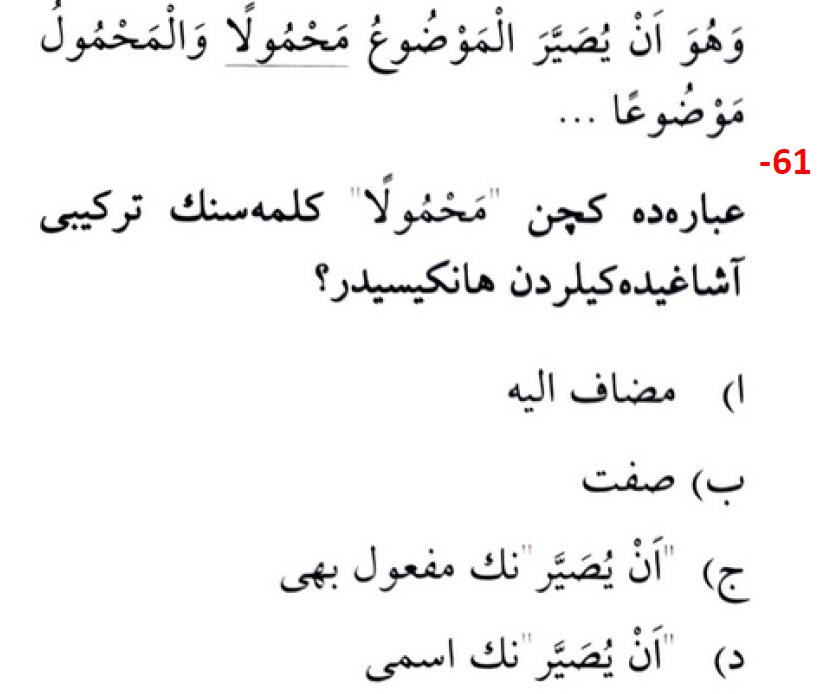 وَهُوَ اَنْ يُصَيَّرَ الْمَوْضُوعُ مَحْمُولًا وَالْمَحْمُولُ
مَوْضُوعًا ...
-61
عباره‌ده كچن "مَحْمُولًا" كلمه‌سنك تركيبى
آشاغيده‌كيلردن هانكيسيدر؟
ا) مضاف اليه
ب) صفت
ج) "اَنْ يُصَيَّر"نك مفعول بهى
د) "اَنْ يُصَيَّر"نك اسمى